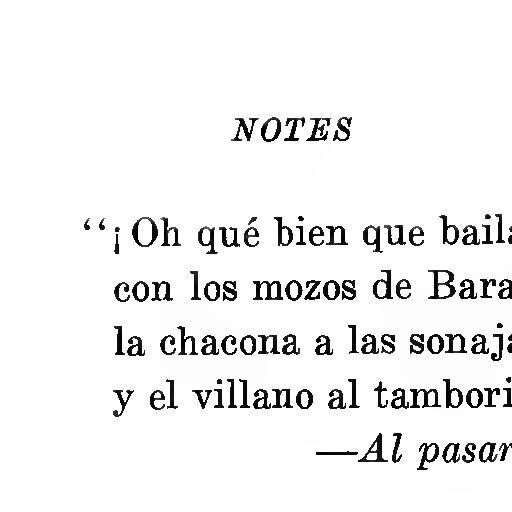 NOTES
“¡Oh qué bien que baila
con los mozos de Bara
la chacona a las sonaja
y el villano al tambori
—Al pasar